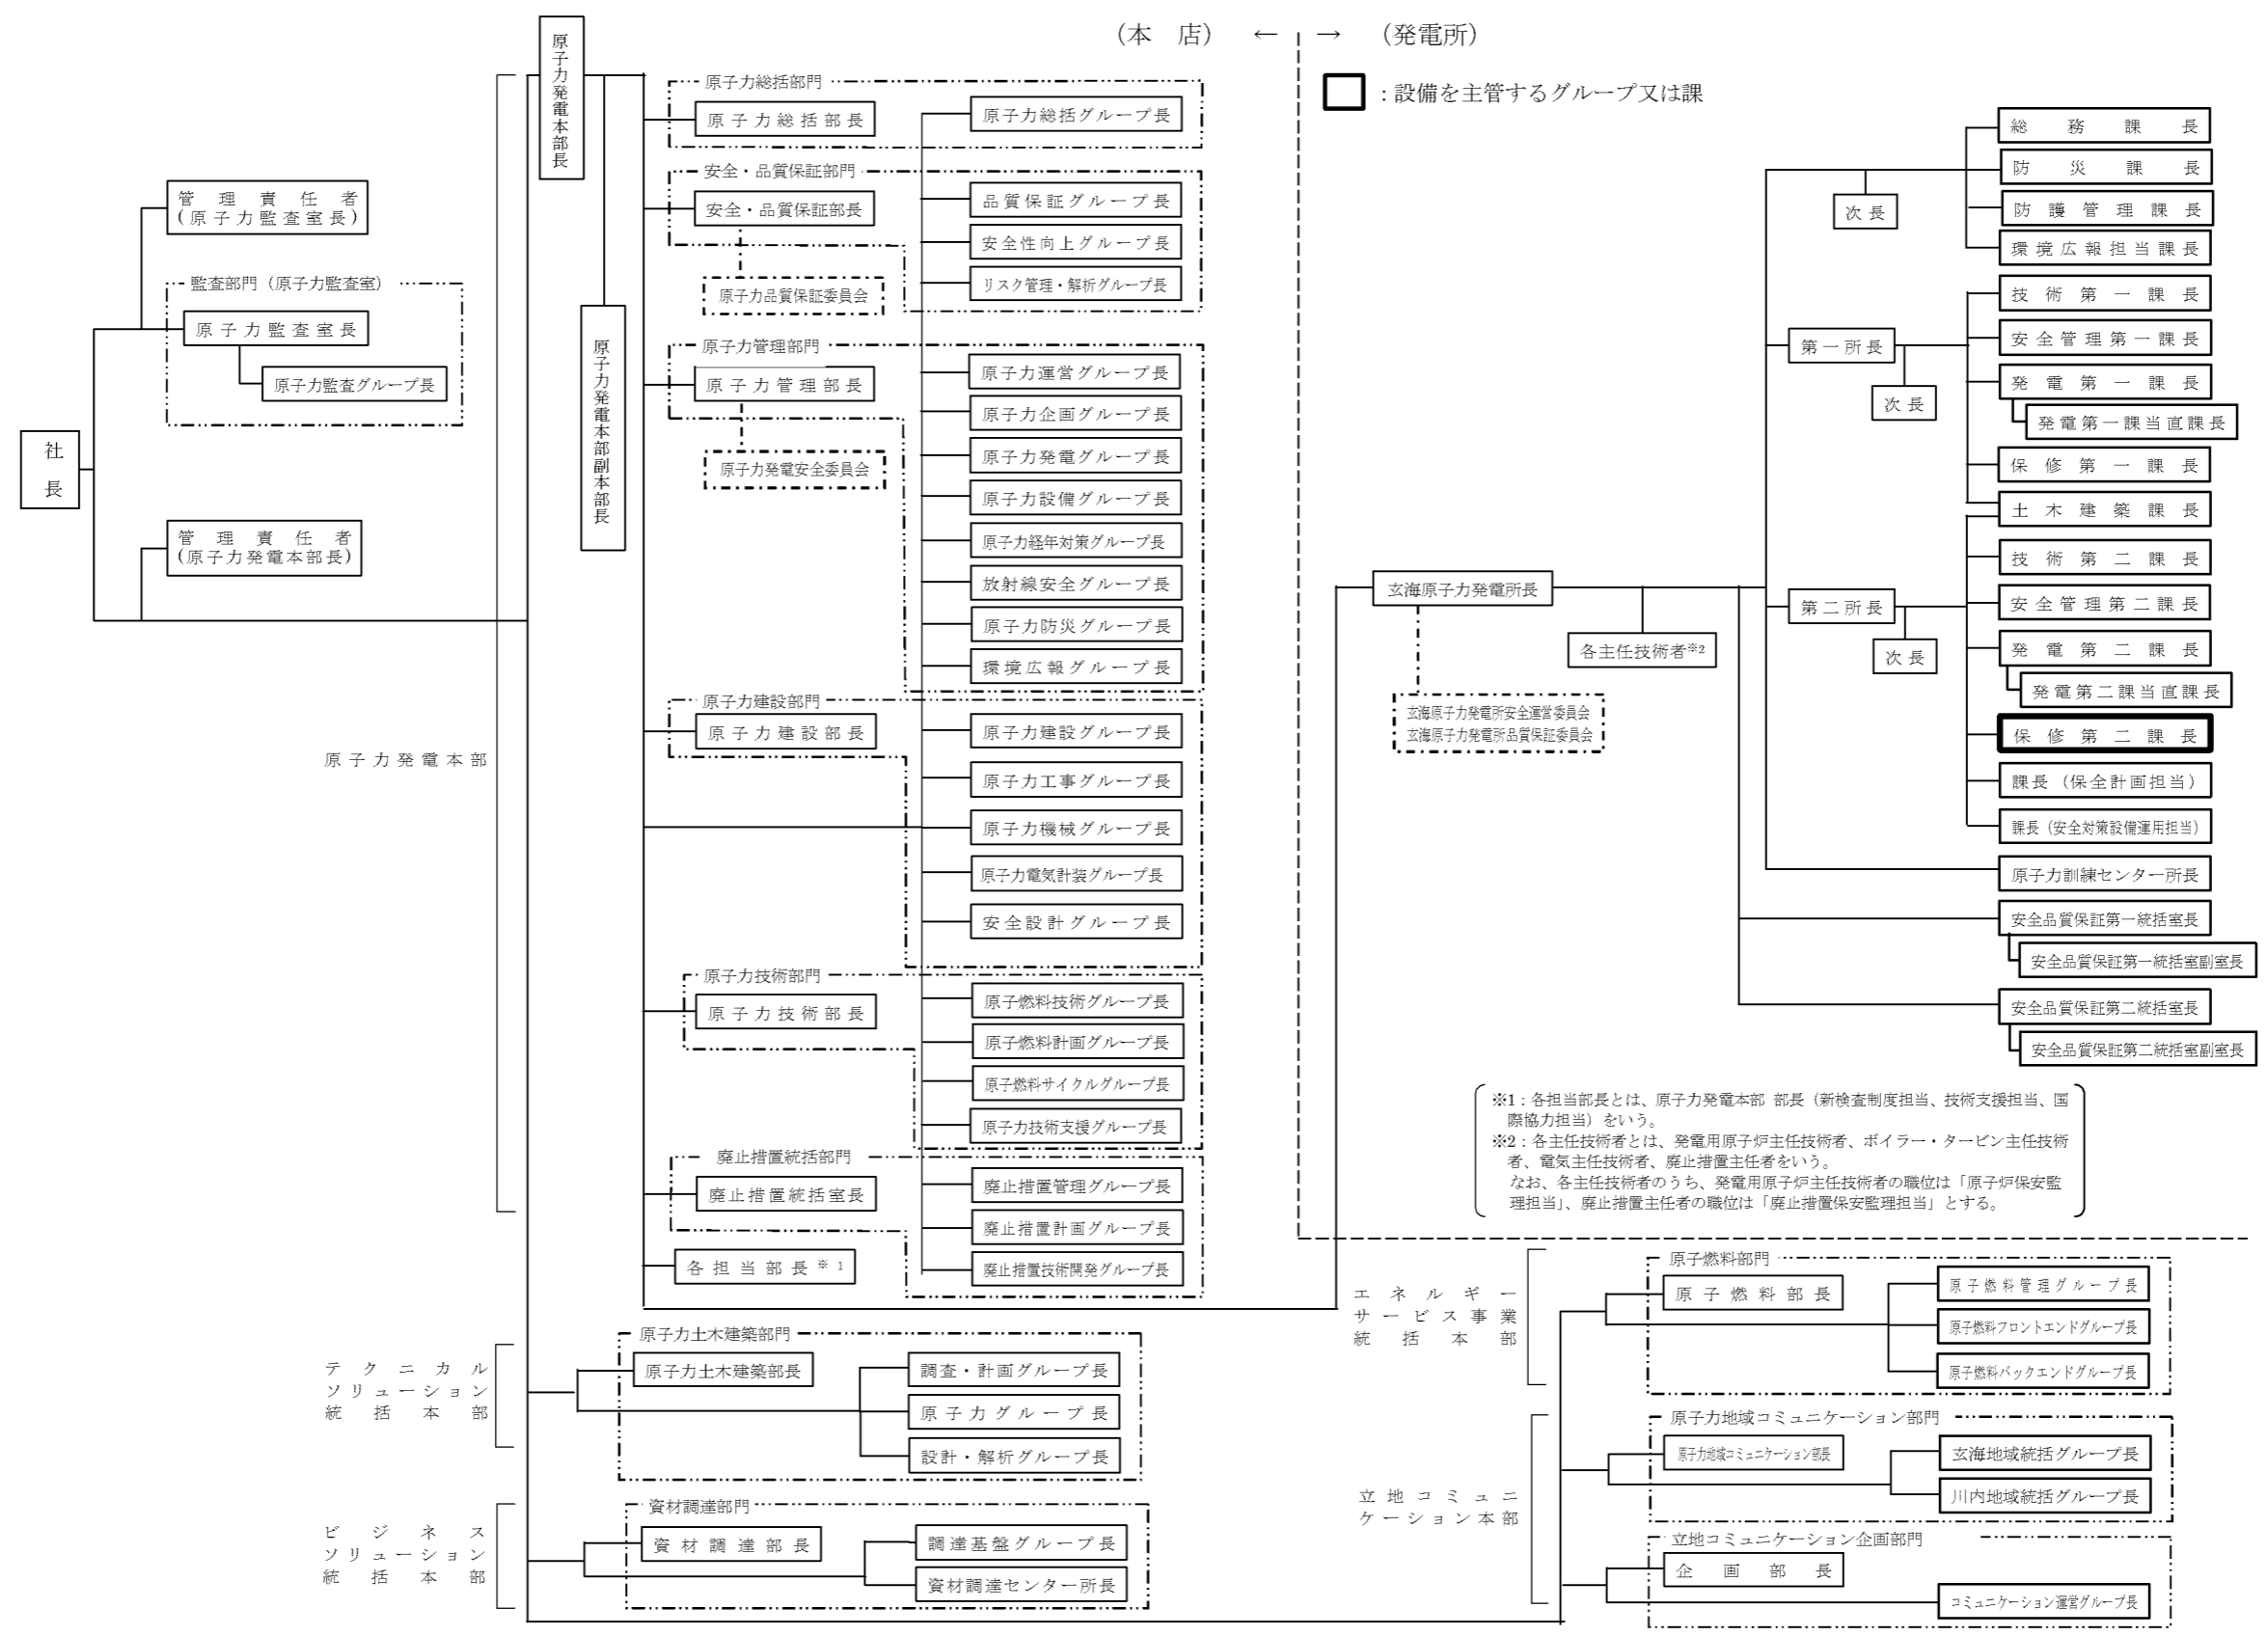 （本　店）　←　→　（発電所）
：設備を主管するグループ又は課
社長
管理責任者
（原子力監査室長）
監査部門（原子力監査室）
原子力監査室長
原子力監査グループ長
管理責任者
（原子力発電本部長）
原子力発電本部
原子力発電本部長
原子力発電本部副本部長
原子力総括部門
原子力総括部長
原子力総括グループ長
安全・品質保証部門
安全・品質保証部長
原子力品質保証委員会
品質保証グループ長
安全性向上グループ長
リスク管理・解析グループ長
原子力管理部門
原子力管理部長
原子力発電安全委員会
原子力運営グループ長
原子力企画グループ長
原子力発電グループ長
原子力設備グループ長
原子力経年対策グループ長
放射線安全グループ長
原子力防災グループ長
環境広報グループ長
原子力建設部門
原子力建設部長
原子力建設グループ長
原子力工事グループ長
原子力機械グループ長
原子力電気計装グループ長
安全設計グループ長
原子力技術部門
原子力技術部長
原子燃料技術グループ長
原子燃料計画グループ長
原子燃料サイクルグループ長
原子力技術支援グループ長
廃止措置統括部門
廃止措置統括室長
廃止措置管理グループ長
廃止措置計画グループ長
廃止措置技術開発グループ長
各担当部長※1
テクニカル
ソリューション
統括本部
原子力土木建築部門
原子力土木建築部長
調査・計画グループ長
原子力グループ長
設計・解析グループ長
ビジネス
ソリューション
統括本部
資材調達部門
資材調達部長
調達基盤グループ長
資材調達センター所長
玄海原子力発電所長
各主任技術者※2
玄海原子力発電所安全運営委員会
玄海原子力発電所品質保証委員会
次長
総務課長
防災課長
防護管理課長
環境広報担当課長
第一所長
次長
技術第一課長
安全管理第一課長
発電第一課長
発電第一課当直課長
保修第一課長
土木建築課長
第二所長
次長
技術第二課長
安全管理第二課長
発電第二課長
発電第二課当直課長
保修第二課長
課長（保全計画担当）
課長（安全対策設備運用担当）
原子力訓練センター所長
安全品質保証第一統括室長
安全品質保証第一統括室副室長
安全品質保証第二統括室長
安全品質保証第二統括室副室長
※1：各担当部長とは、原子力発電本部 部長（新検査制度担当、技術支援担当、国
際協力担当）をいう。
※2：各主任技術者とは、発電用原子炉主任技術者、ボイラー・タービン主任技術
者、電気主任技術者、廃止措置主任者をいう。
なお、各主任技術者のうち、発電用原子炉主任技術者の職位は「原子炉保安監
理担当」、廃止措置主任者の職位は「廃止措置保安監理担当」とする。
エネルギー
サービス事業
統括本部
原子燃料部門
原子燃料部長
原子燃料管理グループ長
原子燃料フロントエンドグループ長
原子燃料バックエンドグループ長
立地コミュニ
ケーション本部
原子力地域コミュニケーション部門
原子力地域コミュニケーション部長
玄海地域統括グループ長
川内地域統括グループ長
立地コミュニケーション企画部門
企画部長
コミュニケーション運営グループ長